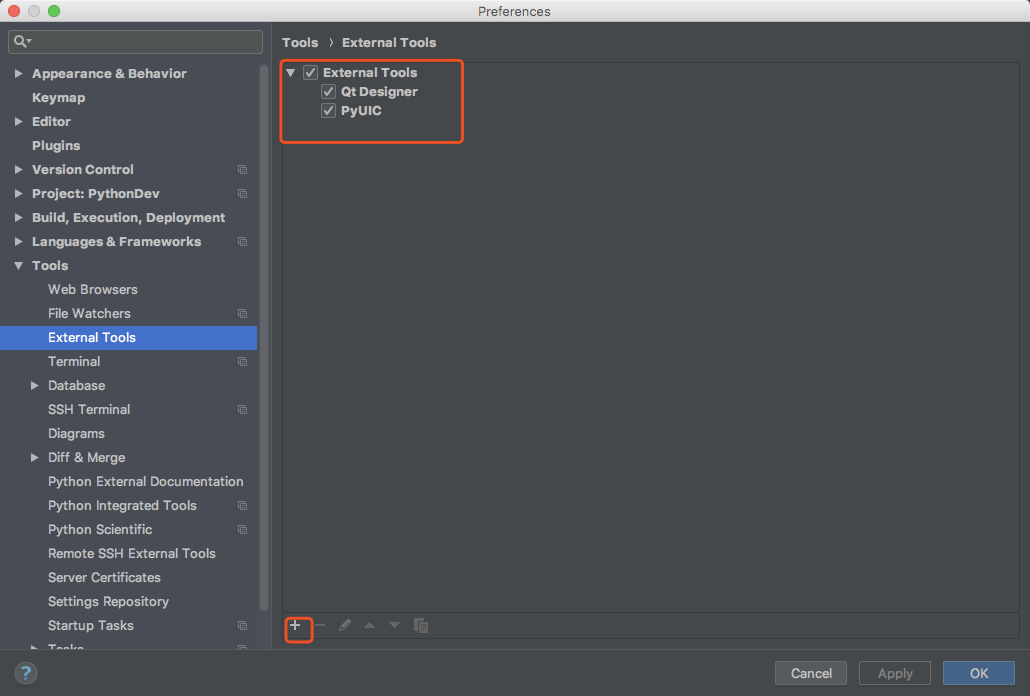 Preferences
Tools › External Tools
Appearance & Behavior
Keymap
Editor
Plugins
Version Control
Project: PythonDev
Build, Execution, Deployment
Languages & Frameworks
Tools
Web Browsers
File Watchers
External Tools
Terminal
Database
SSH Terminal
Diagrams
Diff & Merge
Python External Documentation
Python Integrated Tools
Python Scientific
Remote SSH External Tools
Server Certificates
Settings Repository
Startup Tasks
Tasks
External Tools
Qt Designer
PyUIC
?
Cancel
Apply
OK